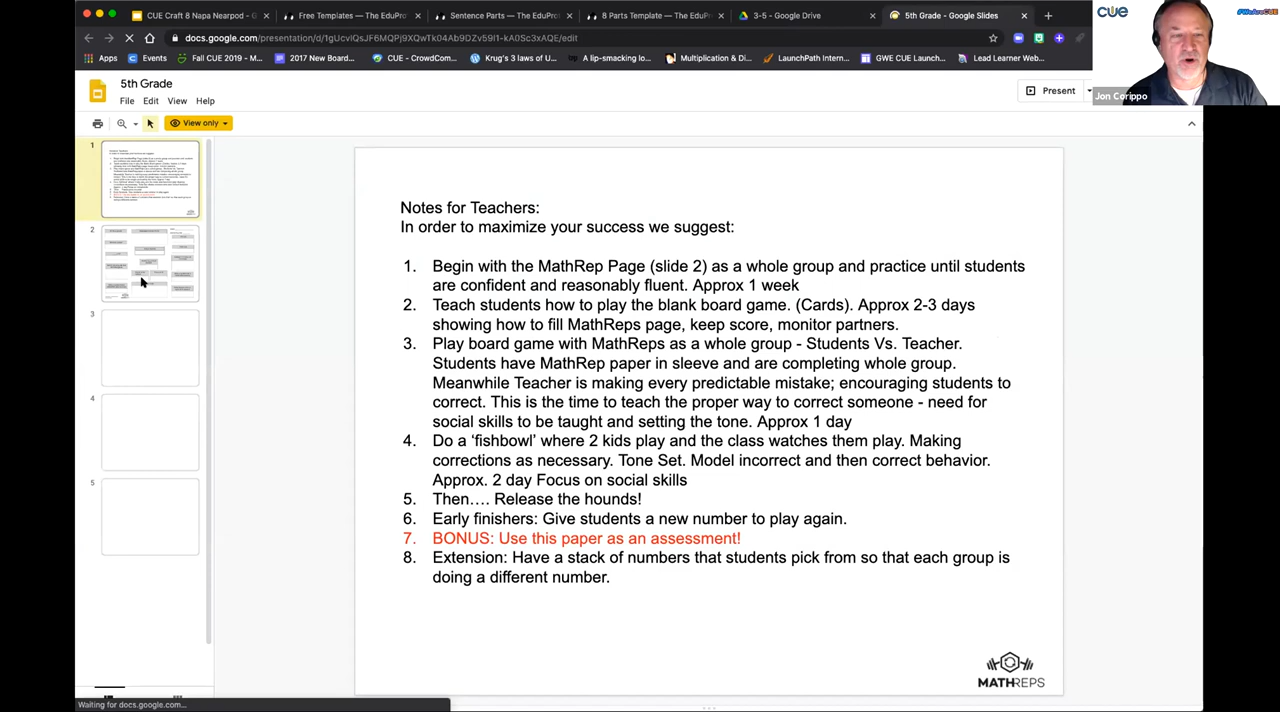 CUE Craft 8 Napa Nearpod - G
Free Templates — The EduPro
Sentence Parts — The EduPro
8 Parts Template — The EduPr
3-5 - Google Drive
5th Grade - Google Slides
CUE
#WeAreCUE
Apps
Events
Fall CUE 2019 - M...
2017 New Board...
CUE - CrowdCom...
Krug's 3 laws of u...
A lip-smacking lo...
Multiplication & Di...
LaunchPath Intern...
GWE CUE Launch...
Lead Learner Web...
5th Grade
File Edit View Help
Present
Jon Corippo
View only
1
2
3
4
5
Notes for Teachers:
In order to maximize your success we suggest:
1. Begin with the MathRep Page (slide 2) as a whole group and practice until students
are confident and reasonably fluent. Approx 1 week
2. Teach students how to play the blank board game. (Cards). Approx 2-3 days
showing how to fill MathReps page, keep score, monitor partners.
3. Play board game with MathReps as a whole group - Students Vs. Teacher.
Students have MathRep paper in sleeve and are completing whole group.
Meanwhile Teacher is making every predictable mistake; encouraging students to
correct. This is the time to teach the proper way to correct someone - need for
social skills to be taught and setting the tone. Approx 1 day
4. Do a ‘fishbowl’ where 2 kids play and the class watches them play. Making
corrections as necessary. Tone Set. Model incorrect and then correct behavior.
Approx. 2 day Focus on social skills
5. Then.... Release the hounds!
6. Early finishers: Give students a new number to play again.
7. BONUS: Use this paper as an assessment!
8. Extension: Have a stack of numbers that students pick from so that each group is
doing a different number.
MATHREPS
Waiting for docs.google.com...